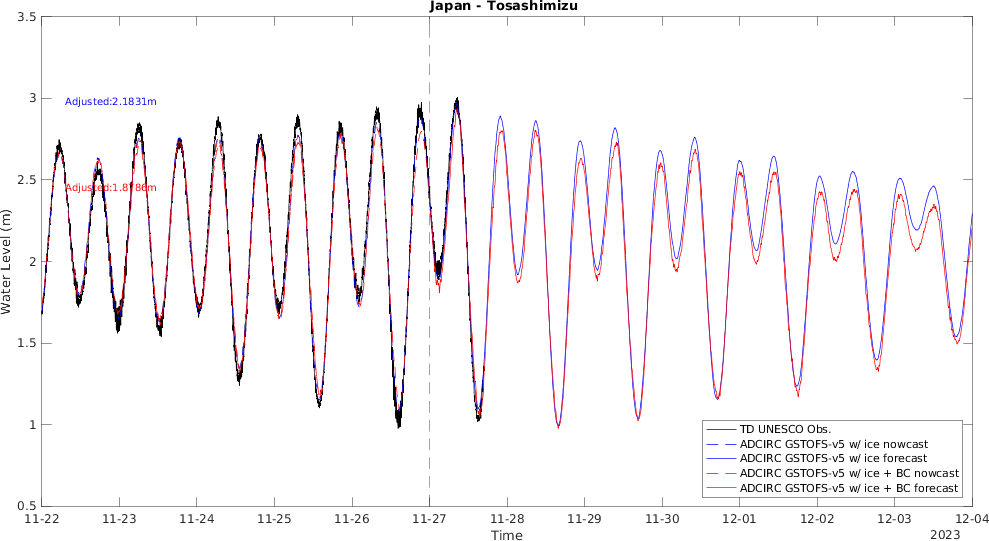 Japan - Tosashimizu
3.5
3
2.5
2
1.5
1
0.5
Water Level (m)
Adjusted:2.1831m
Adjusted:1.8786m
TD UNESCO Obs.
ADCIRC GSTOFS-v5 w/ ice nowcast
ADCIRC GSTOFS-v5 w/ ice forecast
ADCIRC GSTOFS-v5 w/ ice + BC nowcast
ADCIRC GSTOFS-v5 w/ ice + BC forecast
11-22 11-23 11-24 11-25 11-26 11-27 11-28 11-29 11-30 12-01 12-02 12-03 12-04
Time
2023